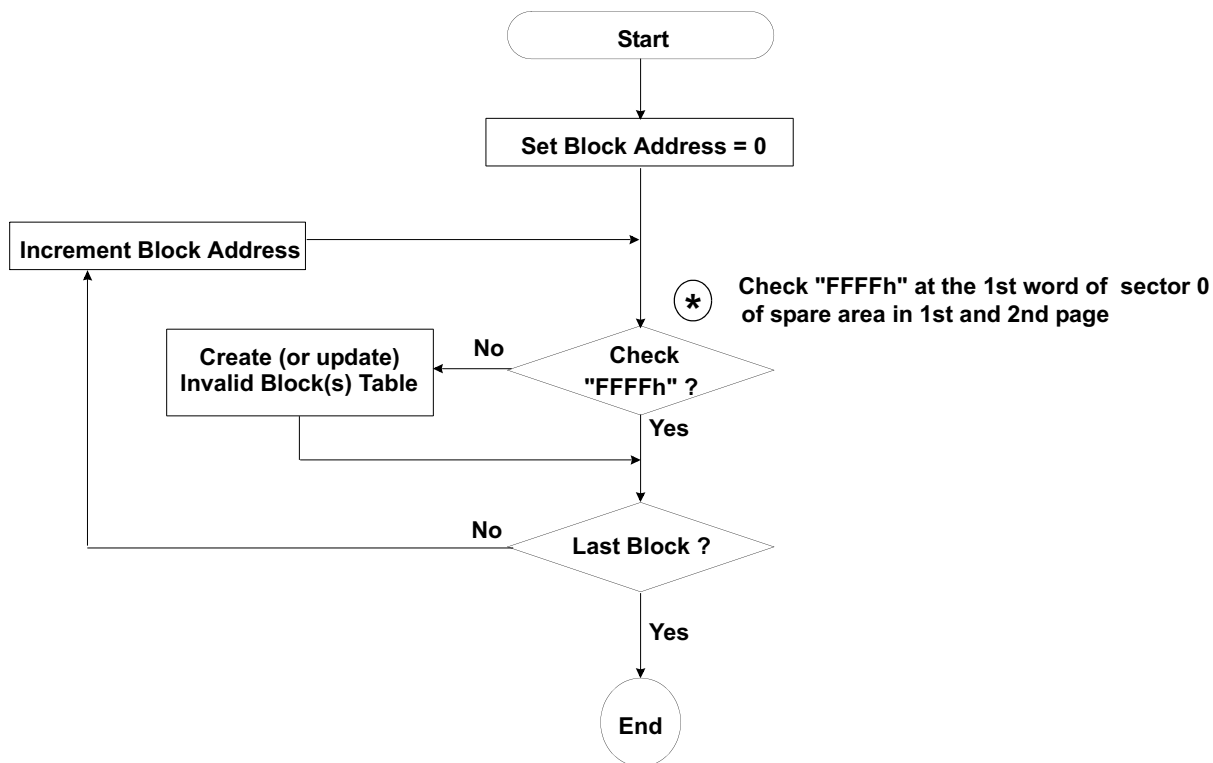 Start
Set Block Address = 0
Increment Block Address
* Check "FFFFh" at the 1st word of sector 0
of spare area in 1st and 2nd page
Create (or update)
Invalid Block(s) Table
No
Check
"FFFFh" ?
Yes
No
Last Block ?
Yes
End